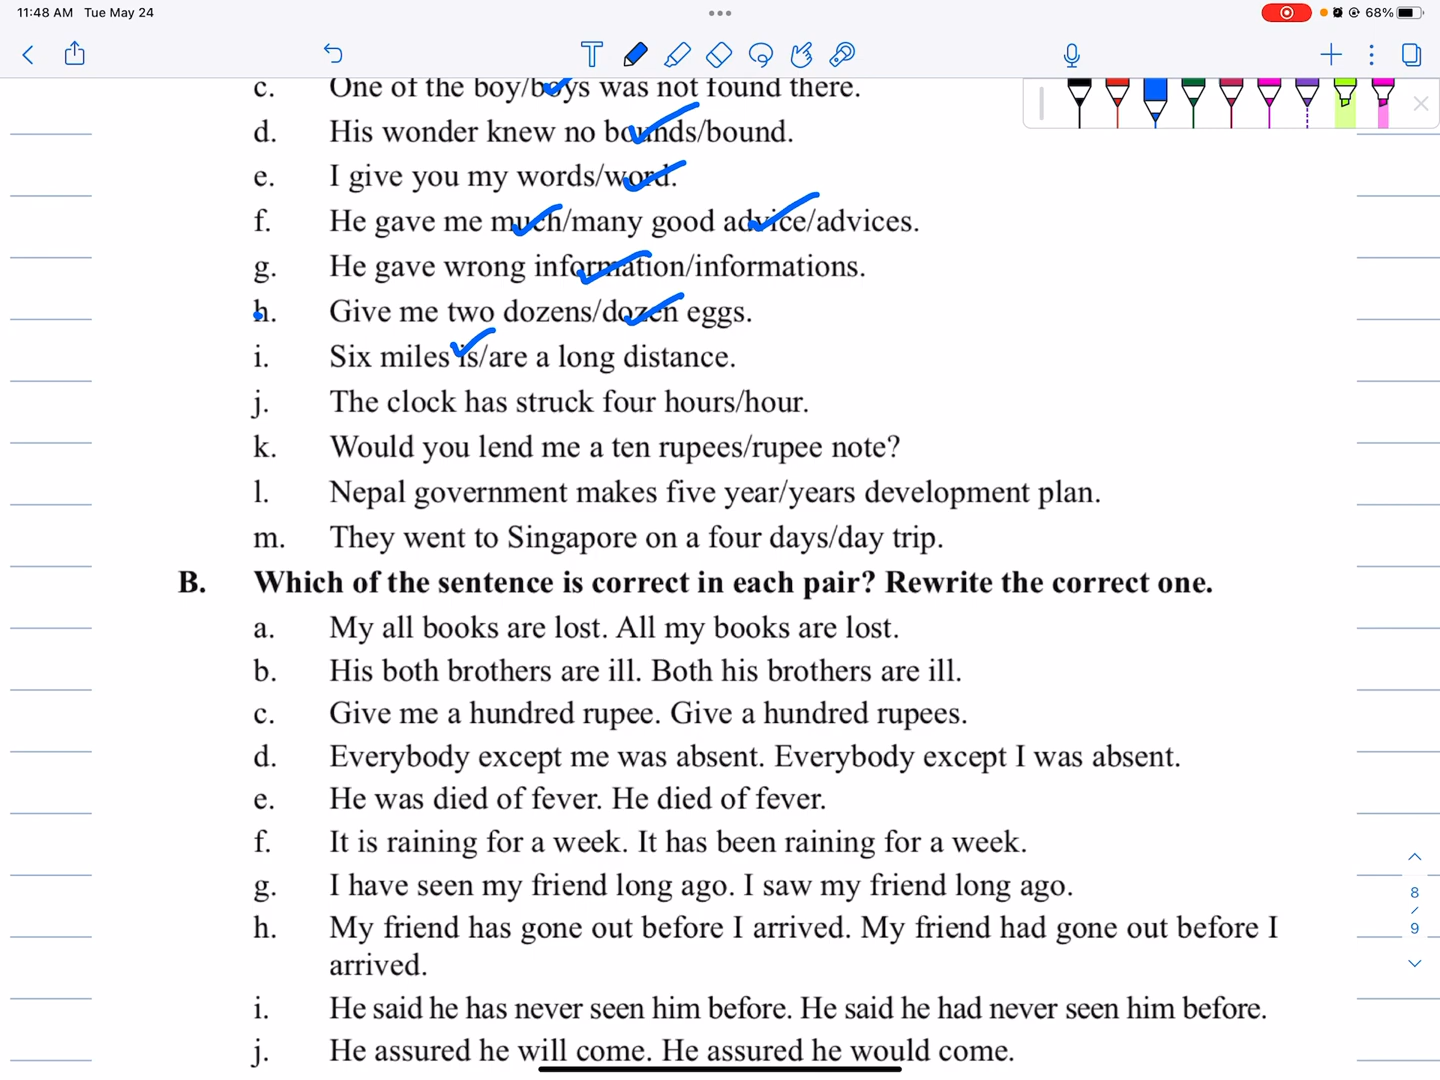 11:48 AM Tue May 24
68%
c. One of the boy/boys was not found there.
d. His wonder knew no bounds/bound.
e. I give you my words/word.
f. He gave me much/many good advice/advices.
g. He gave wrong information/informations.
h. Give me two dozens/dozen eggs.
i. Six miles is/are a long distance.
j. The clock has struck four hours/hour.
k. Would you lend me a ten rupees/rupee note?
l. Nepal government makes five year/years development plan.
m. They went to Singapore on a four days/day trip.
B. Which of the sentence is correct in each pair? Rewrite the correct one.
a. My all books are lost. All my books are lost.
b. His both brothers are ill. Both his brothers are ill.
c. Give me a hundred rupee. Give a hundred rupees.
d. Everybody except me was absent. Everybody except I was absent.
e. He was died of fever. He died of fever.
f. It is raining for a week. It has been raining for a week.
g. I have seen my friend long ago. I saw my friend long ago.
h. My friend has gone out before I arrived. My friend had gone out before I
arrived.
i. He said he has never seen him before. He said he had never seen him before.
j. He assured he will come. He assured he would come.
8
/
9